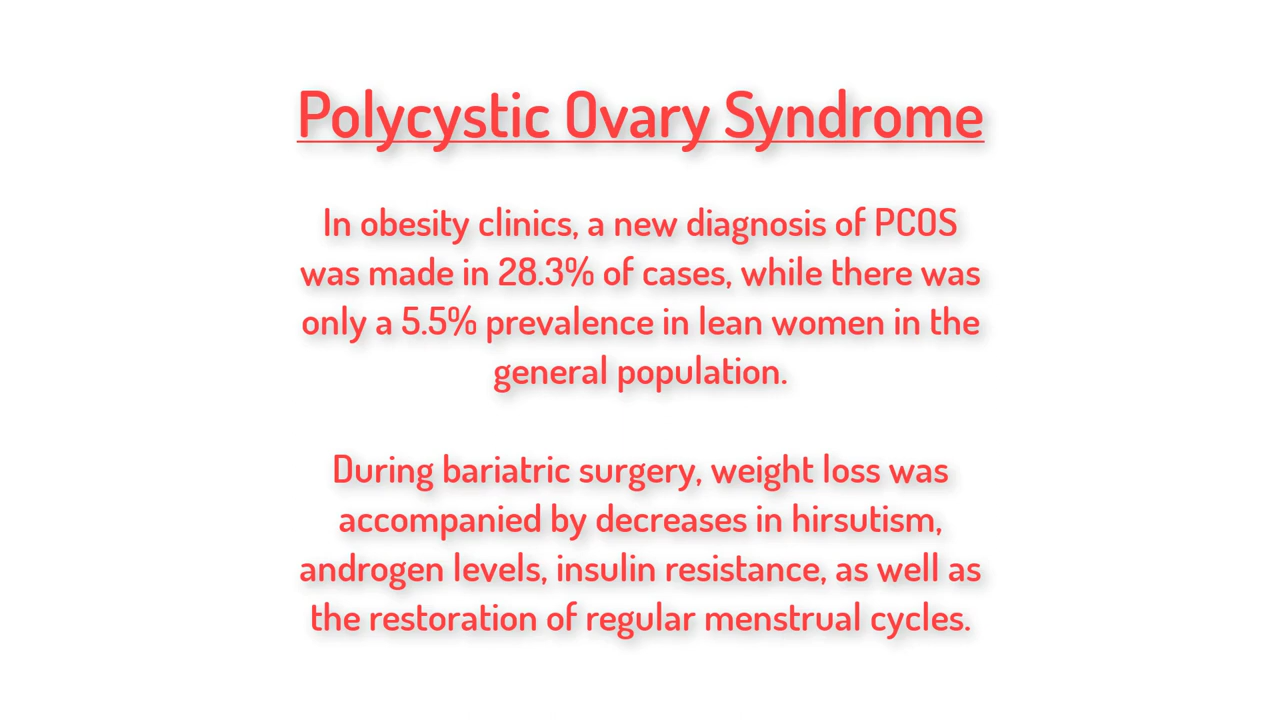 Polycystic Ovary Syndrome
In obesity clinics, a new diagnosis of PCOS
was made in 28.3% of cases, while there was
only a 5.5% prevalence in lean women in the
general population.
During bariatric surgery, weight loss was
accompanied by decreases in hirsutism,
androgen levels, insulin resistance, as well as
the restoration of regular menstrual cycles.